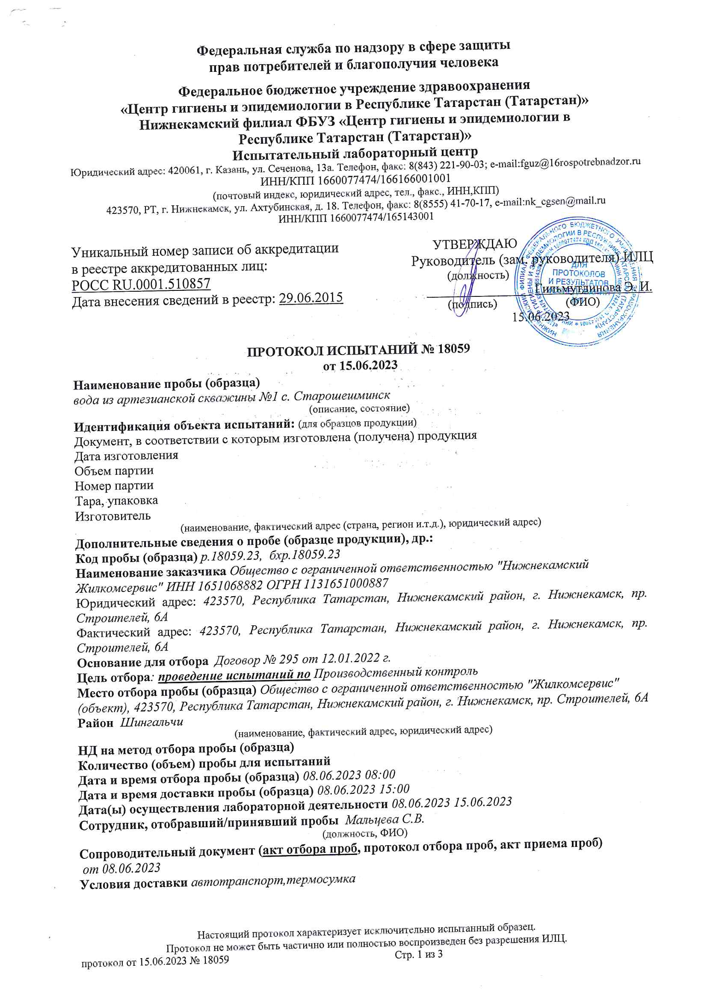 Федеральная служба по надзору в сфере защиты
прав потребителей и благополучия человека
Федеральное бюджетное учреждение здравоохранения
«Центр гигиены и эпидемиологии в Республике Татарстан (Татарстан)»
Нижнекамский филиал ФБУЗ «Центр гигиены и эпидемиологии в
Республике Татарстан (Татарстан)»
Испытательный лабораторный центр
Юридический адрес: 420061, г. Казань, ул. Сеченова, 13а. Телефон, факс: 8(843) 221-90-03; e-mail:fguz@16rospotrebnadzor.ru
ИНН/КПП 1660077474/166166001001
(почтовый индекс, юридический адрес, тел., факс., ИНН,КПП)
423570, РТ, г. Нижнекамск, ул. Ахтубинская, д. 18. Телефон, факс: 8(8555) 41-70-17, e-mail:nk_cgsen@mail.ru
ИНН/КПП 1660077474/165143001
Уникальный номер записи об аккредитации
в реестре аккредитованных лиц:
РОСС RU.0001.510857
Дата внесения сведений в реестр: 29.06.2015
УТВЕРЖДАЮ
Руководитель (зам. руководителя) ИЛЦ
(должность)
Гильмутдинова Э. И.
(подпись) (ФИО)
15.06.2023
ДЛЯ
ПРОТОКОЛОВ
И РЕЗУЛЬТАТОВ
ПРОТОКОЛ ИСПЫТАНИЙ № 18059
от 15.06.2023
Наименование пробы (образца)
вода из артезианской скважины №1 с. Старошешминск
(описание, состояние)
Идентификация объекта испытаний: (для образцов продукции)
Документ, в соответствии с которым изготовлена (получена) продукция
Дата изготовления
Объем партии
Номер партии
Тара, упаковка
Изготовитель
(наименование, фактический адрес (страна, регион и.т.д.), юридический адрес)
Дополнительные сведения о пробе (образце продукции), др.:
Код пробы (образца) р.18059.23, бхр.18059.23
Наименование заказчика Общество с ограниченной ответственностью "Нижнекамский
Жилкомсервис" ИНН 1651068882 ОГРН 1131651000887
Юридический адрес: 423570, Республика Татарстан, Нижнекамский район, г. Нижнекамск, пр.
Строителей, 6А
Фактический адрес: 423570, Республика Татарстан, Нижнекамский район, г. Нижнекамск, пр.
Строителей, 6А
Основание для отбора Договор № 295 от 12.01.2022 г.
Цель отбора: проведение испытаний по Производственный контроль
Место отбора пробы (образца) Общество с ограниченной ответственностью "Жилкомсервис"
(объект), 423570, Республика Татарстан, Нижнекамский район, г. Нижнекамск, пр. Строителей, 6А
Район Шингальчи
(наименование, фактический адрес, юридический адрес)
НД на метод отбора пробы (образца)
Количество (объем) пробы для испытаний
Дата и время отбора пробы (образца) 08.06.2023 08:00
Дата и время доставки пробы (образца) 08.06.2023 15:00
Дата(ы) осуществления лабораторной деятельности 08.06.2023 15.06.2023
Сотрудник, отобравший/принявший пробы Мальцева С.В.
(должность, ФИО)
Сопроводительный документ (акт отбора проб, протокол отбора проб, акт приема проб)
от 08.06.2023
Условия доставки автотранспорт,термосумка
Настоящий протокол характеризует исключительно испытанный образец.
Протокол не может быть частично или полностью воспроизведен без разрешения ИЛЦ.
протокол от 15.06.2023 № 18059 Стр. 1 из 3